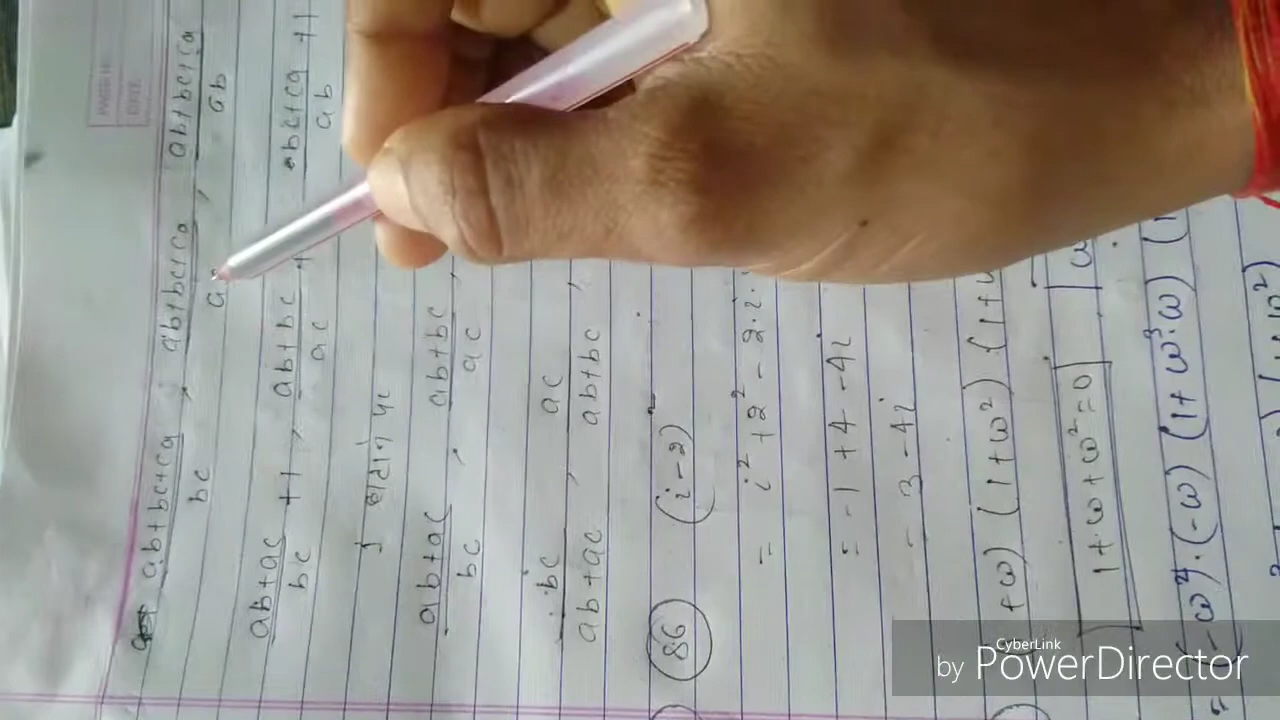 ab+bc+ca/bc , ab+bc+ca/a , ab+bc+ca/ab
ab+ac/bc +1 , ab+bc/ac + bc+ca/ab +1
1 घटाने पर
ab+ac/bc , ab+bc/ac ,
bc/ab+ac , ac/ab+bc ,
86 (i-2)²
= i² + 2² - 2·i·
= -1 + 4 - 4i
= 3 - 4i
+ω) (1+ω²) (1+
1+ω+ω²=0
= (-ω²)·(-ω) (1+ω³·ω) (1
CyberLink
by PowerDirector